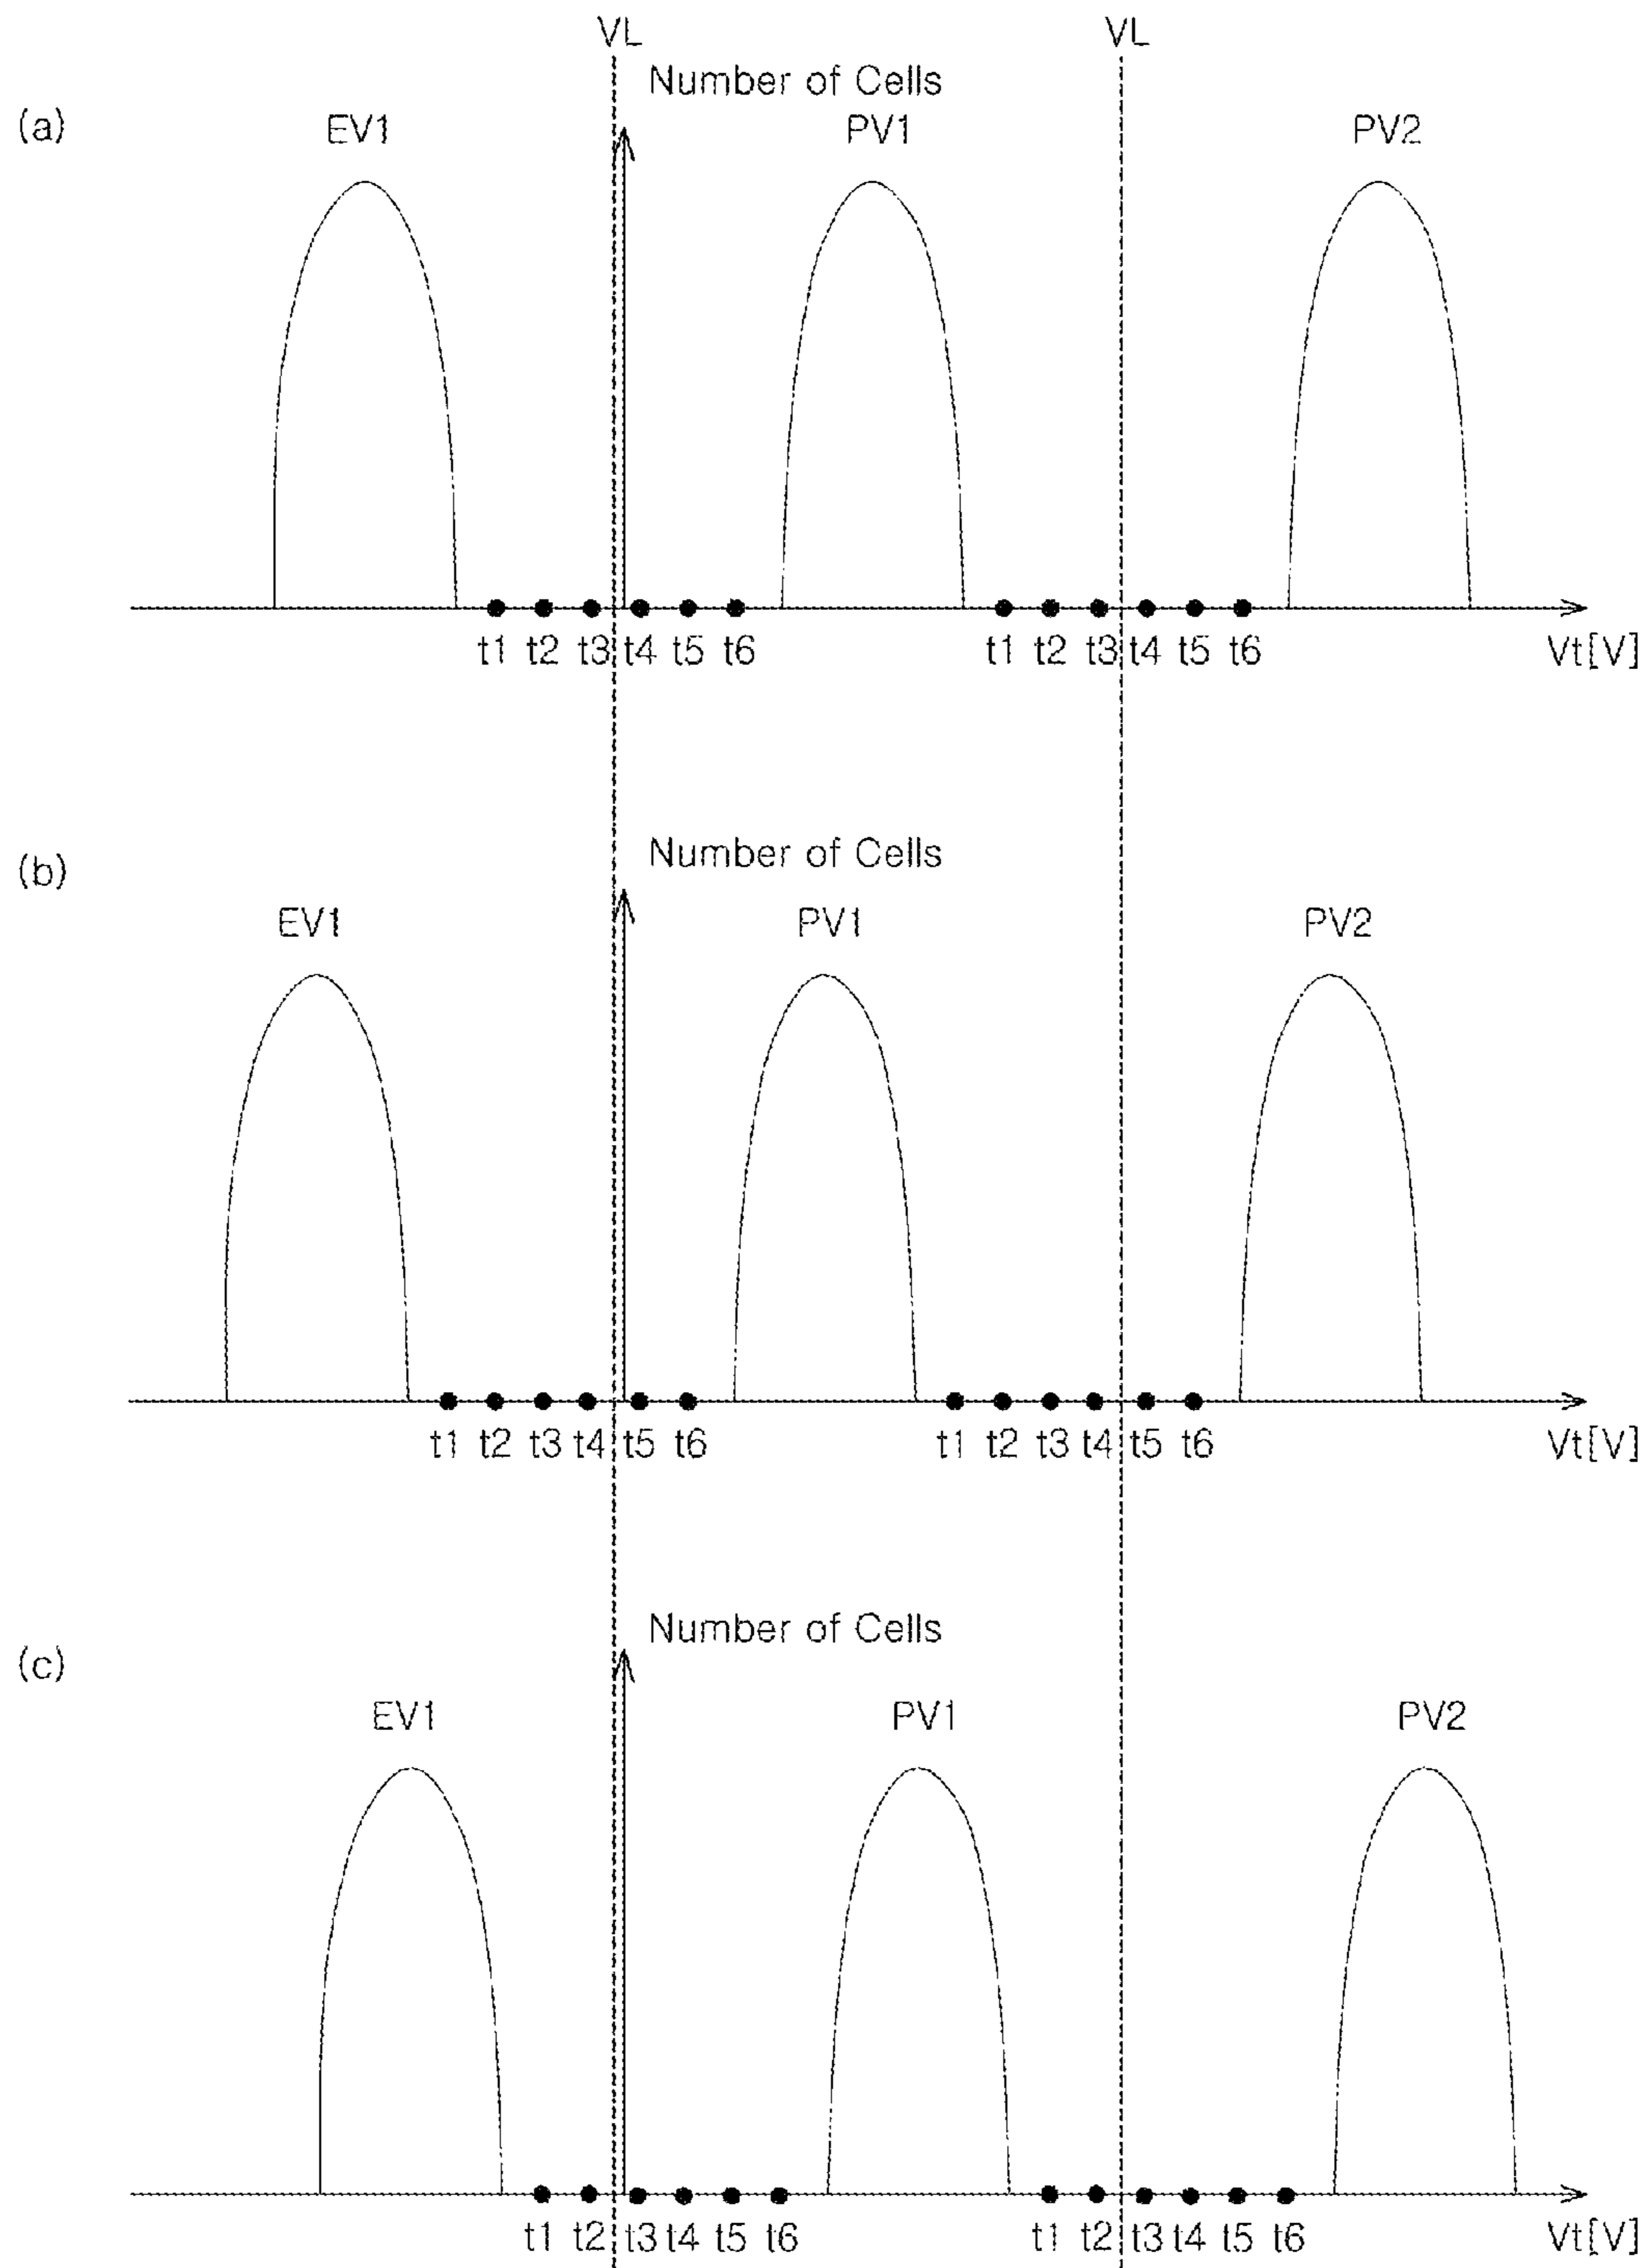 VL VL
Number of Cells
(a) EV1 PV1 PV2
t1 t2 t3 t4 t5 t6 t1 t2 t3 t4 t5 t6 Vt[V]
Number of Cells
(b) EV1 PV1 PV2
t1 t2 t3 t4 t5 t6 t1 t2 t3 t4 t5 t6 Vt[V]
Number of Cells
(c) EV1 PV1 PV2
t1 t2 t3 t4 t5 t6 t1 t2 t3 t4 t5 t6 Vt[V]